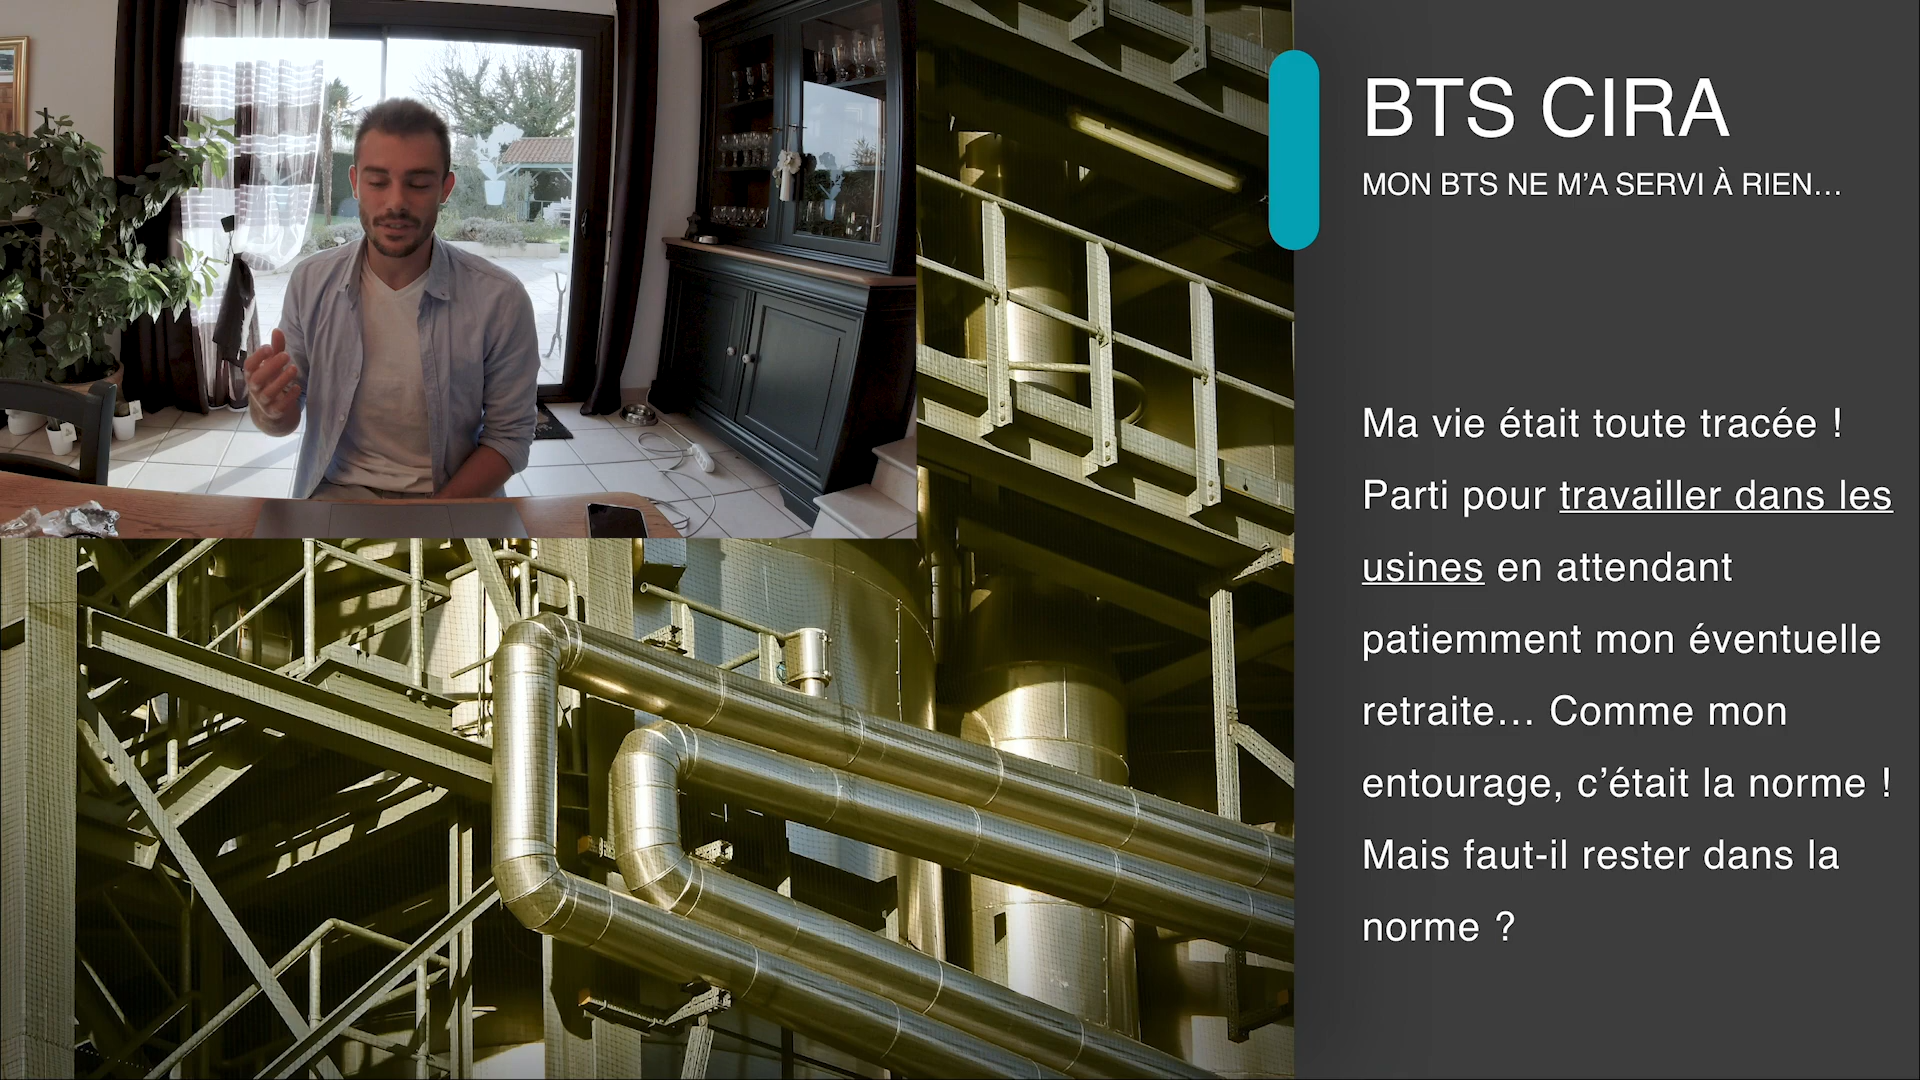 BTS CIRA
MON BTS NE M’A SERVI À RIEN…
Ma vie était toute tracée !
Parti pour travailler dans les
usines en attendant
patiemment mon éventuelle
retraite… Comme mon
entourage, c’était la norme !
Mais faut-il rester dans la
norme ?